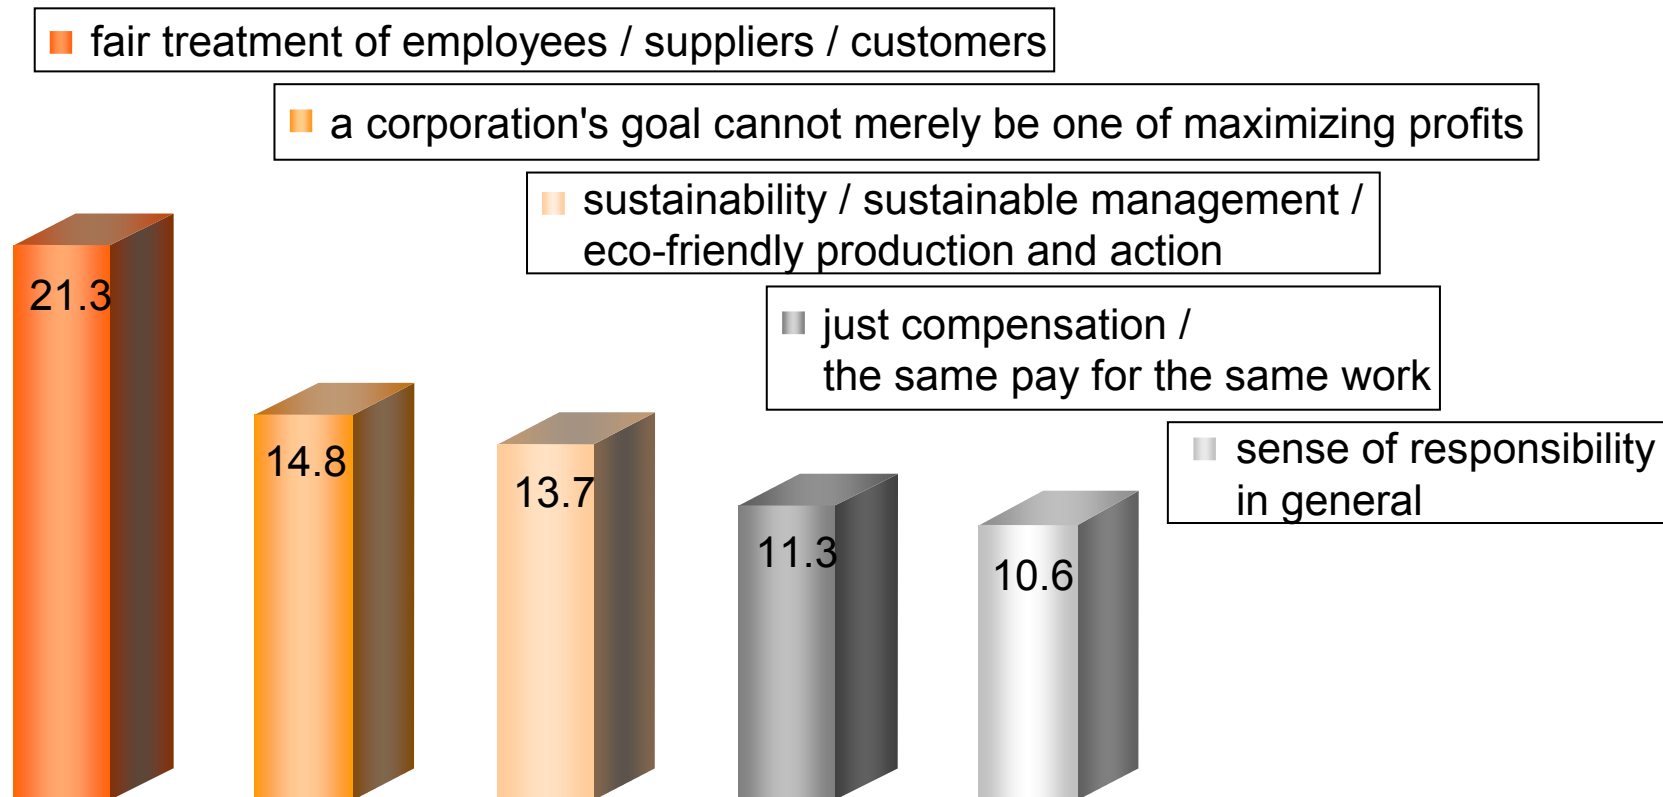 fair treatment of employees / suppliers / customers
a corporation's goal cannot merely be one of maximizing profits
sustainability / sustainable management /
eco-friendly production and action
just compensation /
the same pay for the same work
sense of responsibility
in general
21.3
14.8
13.7
11.3
10.6